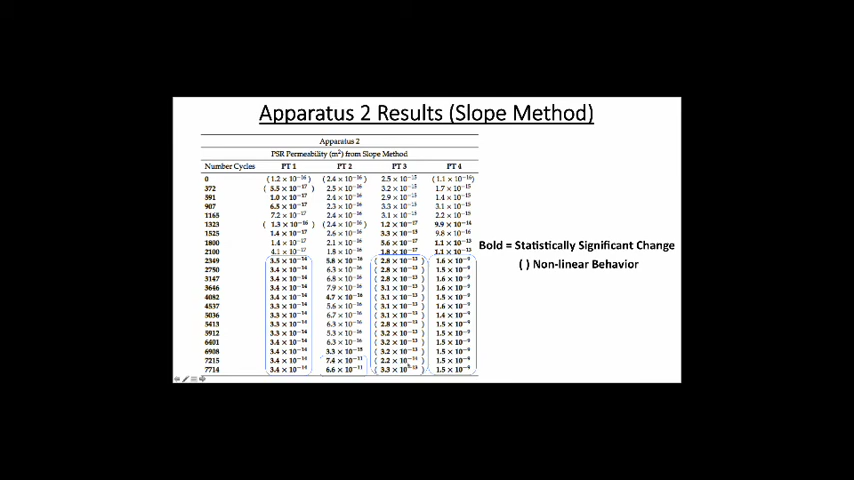 Apparatus 2 Results (Slope Method)
Apparatus 2
PSR Permeability (m²) from Slope Method
Number Cycles PT 1 PT 2 PT 3 PT 4
0 (1.2 × 10⁻¹⁶) (2.4 × 10⁻¹⁶) 2.5 × 10⁻¹³ (1.1 × 10⁻¹⁶)
372 (5.5 × 10⁻¹⁷) 2.5 × 10⁻¹⁶ 3.2 × 10⁻¹³ 1.7 × 10⁻¹⁵
591 1.0 × 10⁻¹⁷ 2.4 × 10⁻¹⁶ 2.9 × 10⁻¹³ 1.4 × 10⁻¹⁵
907 6.5 × 10⁻¹⁷ 2.3 × 10⁻¹⁶ 3.3 × 10⁻¹³ 3.1 × 10⁻¹⁵
1165 7.2 × 10⁻¹⁷ 2.4 × 10⁻¹⁶ 3.1 × 10⁻¹³ 2.2 × 10⁻¹⁵
1323 (1.3 × 10⁻¹⁶) (2.4 × 10⁻¹⁶) 1.2 × 10⁻¹⁷ 9.9 × 10⁻¹⁴
1525 1.4 × 10⁻¹⁷ 2.6 × 10⁻¹⁶ 3.3 × 10⁻¹³ 9.8 × 10⁻¹⁶
1800 1.4 × 10⁻¹⁷ 2.1 × 10⁻¹⁶ 5.6 × 10⁻¹⁷ 1.1 × 10⁻¹³
2100 4.1 × 10⁻¹⁷ 1.8 × 10⁻¹⁶ 1.8 × 10⁻¹⁷ 1.1 × 10⁻¹³
2349 3.5 × 10⁻¹⁴ 5.8 × 10⁻¹⁶ (2.8 × 10⁻¹³) 1.6 × 10⁻⁹
2750 3.4 × 10⁻¹⁴ 6.3 × 10⁻¹⁶ (2.8 × 10⁻¹³) 1.5 × 10⁻⁹
3147 3.4 × 10⁻¹⁴ 6.8 × 10⁻¹⁶ (2.8 × 10⁻¹³) 1.6 × 10⁻⁹
3646 3.4 × 10⁻¹⁴ 7.9 × 10⁻¹⁶ (3.1 × 10⁻¹³) 1.6 × 10⁻⁹
4082 3.4 × 10⁻¹⁴ 4.7 × 10⁻¹⁶ (3.1 × 10⁻¹³) 1.5 × 10⁻⁹
4537 3.3 × 10⁻¹⁴ 5.6 × 10⁻¹⁶ (3.1 × 10⁻¹³) 1.6 × 10⁻⁹
5036 3.3 × 10⁻¹⁴ 6.7 × 10⁻¹⁶ (3.1 × 10⁻¹³) 1.4 × 10⁻⁹
5413 3.3 × 10⁻¹⁴ 6.3 × 10⁻¹⁶ (2.8 × 10⁻¹³) 1.5 × 10⁻⁹
5912 3.3 × 10⁻¹⁴ 5.3 × 10⁻¹⁶ (3.2 × 10⁻¹³) 1.5 × 10⁻⁹
6401 3.4 × 10⁻¹⁴ 6.3 × 10⁻¹⁶ (3.2 × 10⁻¹³) 1.5 × 10⁻⁹
6908 3.4 × 10⁻¹⁴ 3.3 × 10⁻¹⁵ (3.2 × 10⁻¹³) 1.5 × 10⁻⁹
7215 3.4 × 10⁻¹⁴ 7.4 × 10⁻¹¹ (2.2 × 10⁻¹⁴) 1.5 × 10⁻⁹
7714 3.4 × 10⁻¹⁴ 6.6 × 10⁻¹¹ (3.3 × 10⁻¹³) 1.5 × 10⁻⁹
Bold = Statistically Significant Change
( ) Non-linear Behavior